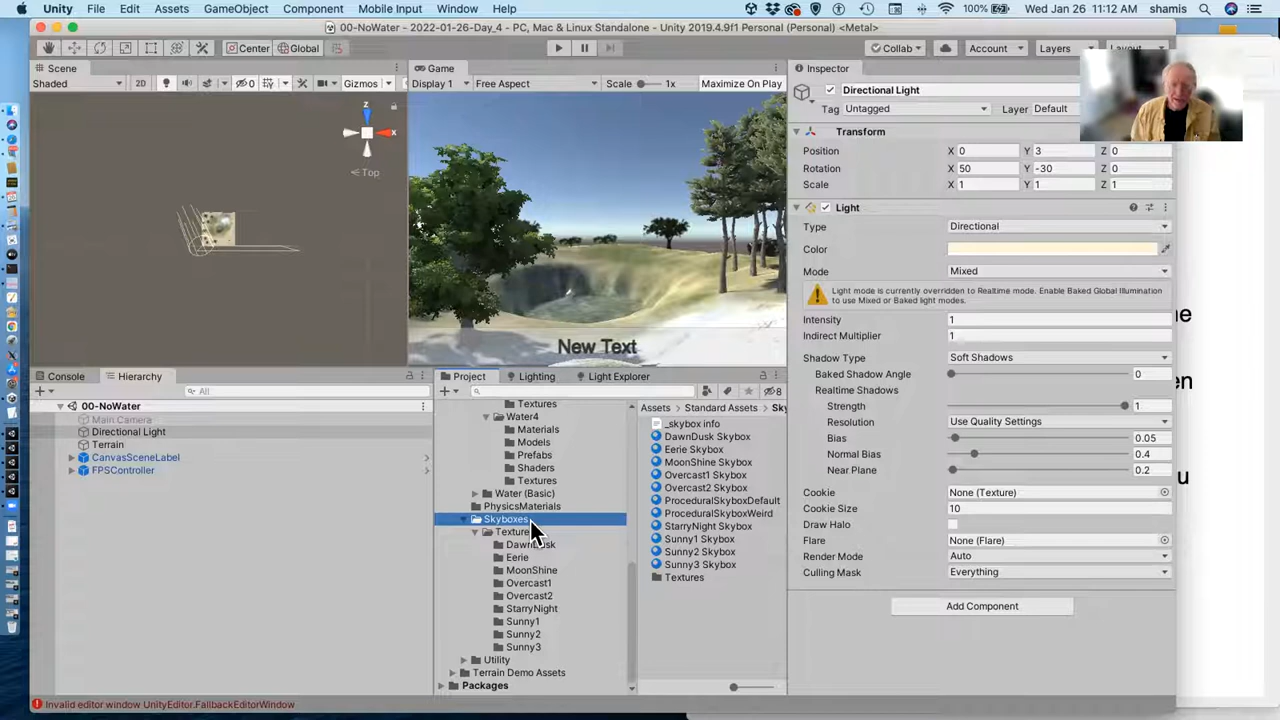 Unity File Edit Assets GameObject Component Mobile Input Window Help 100% Wed Jan 26 11:12 AM shamis
00-NoWater - 2022-01-26-Day_4 - PC, Mac & Linux Standalone - Unity 2019.4.9f1 Personal (Personal) <Metal>
Center Global Collab Account Layers Layout
Scene
Shaded 2D 0 Gizmos
z
x
Top
Game
Display 1 Free Aspect Scale 1x Maximize On Play
New Text
Inspector
Directional Light
Tag Untagged Layer Default
Transform
Position X 0 Y 3 Z 0
Rotation X 50 Y -30 Z 0
Scale X 1 Y 1 Z 1
Light
Type Directional
Color
Mode Mixed
Light mode is currently overridden to Realtime mode. Enable Baked Global Illumination
to use Mixed or Baked light modes.
Intensity 1
Indirect Multiplier 1
Shadow Type Soft Shadows
Baked Shadow Angle 0
Realtime Shadows
Strength 1
Resolution Use Quality Settings
Bias 0.05
Normal Bias 0.4
Near Plane 0.2
Cookie None (Texture)
Cookie Size 10
Draw Halo
Flare None (Flare)
Render Mode Auto
Culling Mask Everything
Add Component
Console Hierarchy
All
00-NoWater
Main Camera
Directional Light
Terrain
CanvasSceneLabel
FPSController
Project Lighting Light Explorer
8
Textures
Water4
Materials
Models
Prefabs
Shaders
Textures
Water (Basic)
PhysicsMaterials
Skyboxes
Texture
DawnDusk
Eerie
MoonShine
Overcast1
Overcast2
StarryNight
Sunny1
Sunny2
Sunny3
Utility
Terrain Demo Assets
Packages
Assets Standard Assets Sky
_skybox info
DawnDusk Skybox
Eerie Skybox
MoonShine Skybox
Overcast1 Skybox
Overcast2 Skybox
ProceduralSkyboxDefault
ProceduralSkyboxWeird
StarryNight Skybox
Sunny1 Skybox
Sunny2 Skybox
Sunny3 Skybox
Textures
Invalid editor window UnityEditor.FallbackEditorWindow
ne
en
u